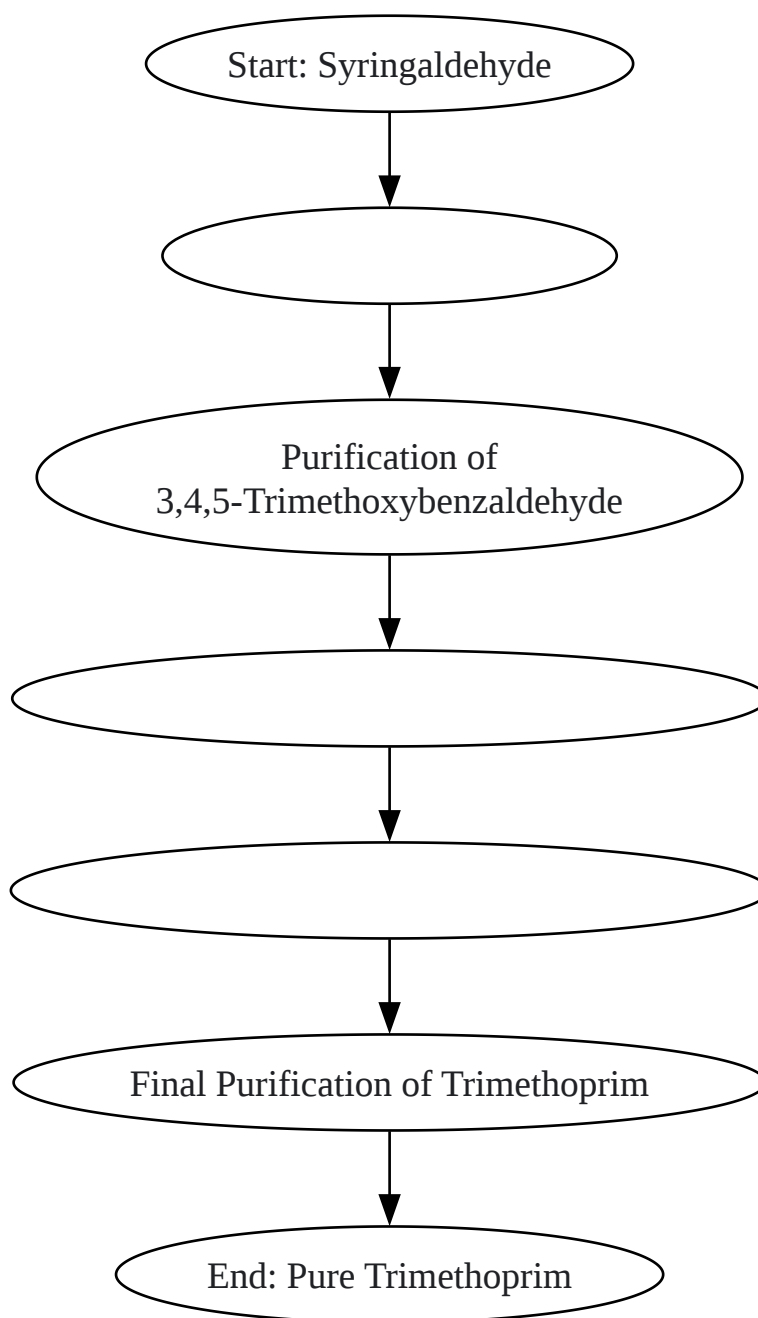 Start: Syringaldehyde
Purification of
3,4,5-Trimethoxybenzaldehyde
Final Purification of Trimethoprim
End: Pure Trimethoprim